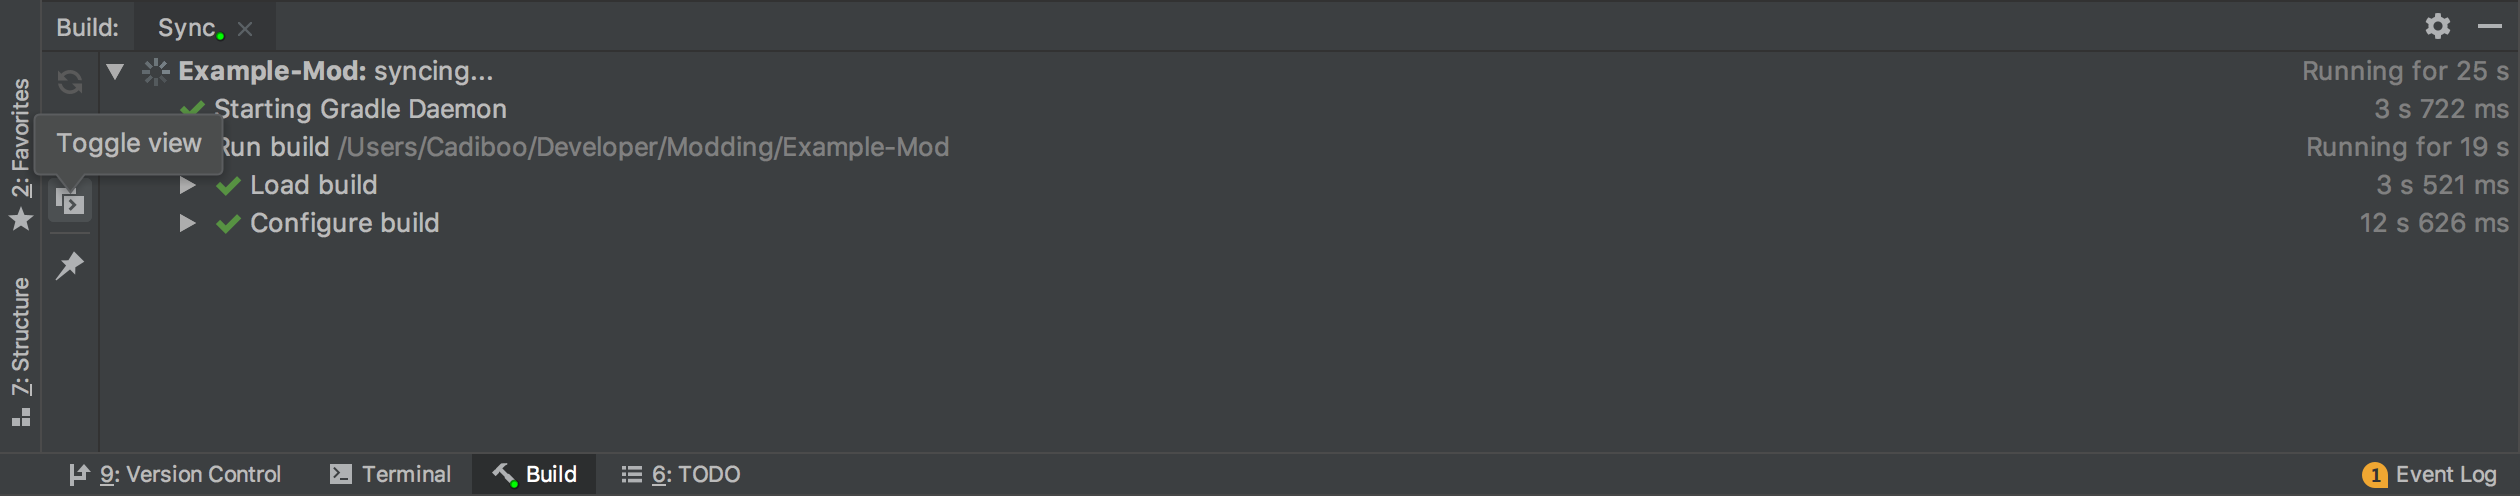 Build: Sync
Example-Mod: syncing... Running for 25 s
Starting Gradle Daemon 3 s 722 ms
Toggle view
Run build /Users/Cadiboo/Developer/Modding/Example-Mod Running for 19 s
Load build 3 s 521 ms
Configure build 12 s 626 ms
2: Favorites
7: Structure
9: Version Control Terminal Build 6: TODO 1 Event Log